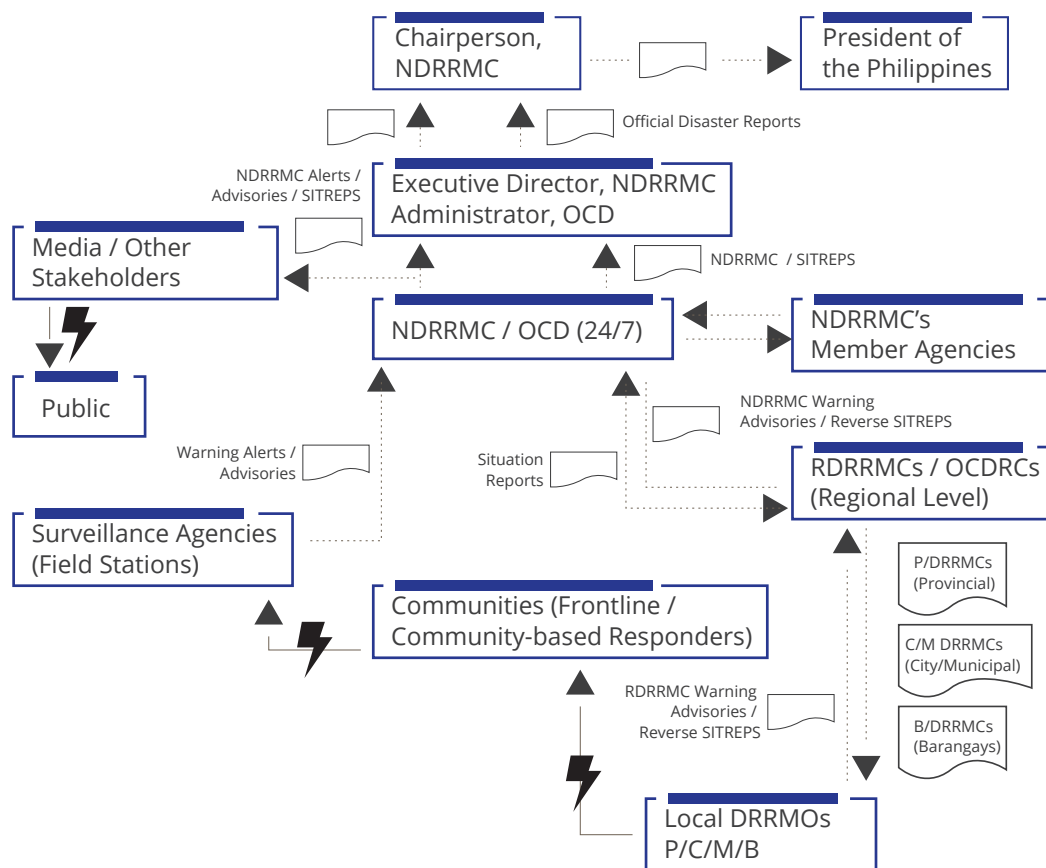 Chairperson,
NDRRMC
President of
the Philippines
Official Disaster Reports
NDRRMC Alerts /
Advisories / SITREPS
Executive Director, NDRRMC
Administrator, OCD
Media / Other
Stakeholders
NDRRMC / SITREPS
NDRRMC / OCD (24/7)
NDRRMC’s
Member Agencies
Public
NDRRMC Warning
Advisories / Reverse SITREPS
Warning Alerts /
Advisories
Situation
Reports
RDRRMCs / OCDRCs
(Regional Level)
Surveillance Agencies
(Field Stations)
P/DRRMCs
(Provincial)
Communities (Frontline /
Community-based Responders)
C/M DRRMCs
(City/Municipal)
RDRRMC Warning
Advisories /
Reverse SITREPS
B/DRRMCs
(Barangays)
Local DRRMOs
P/C/M/B